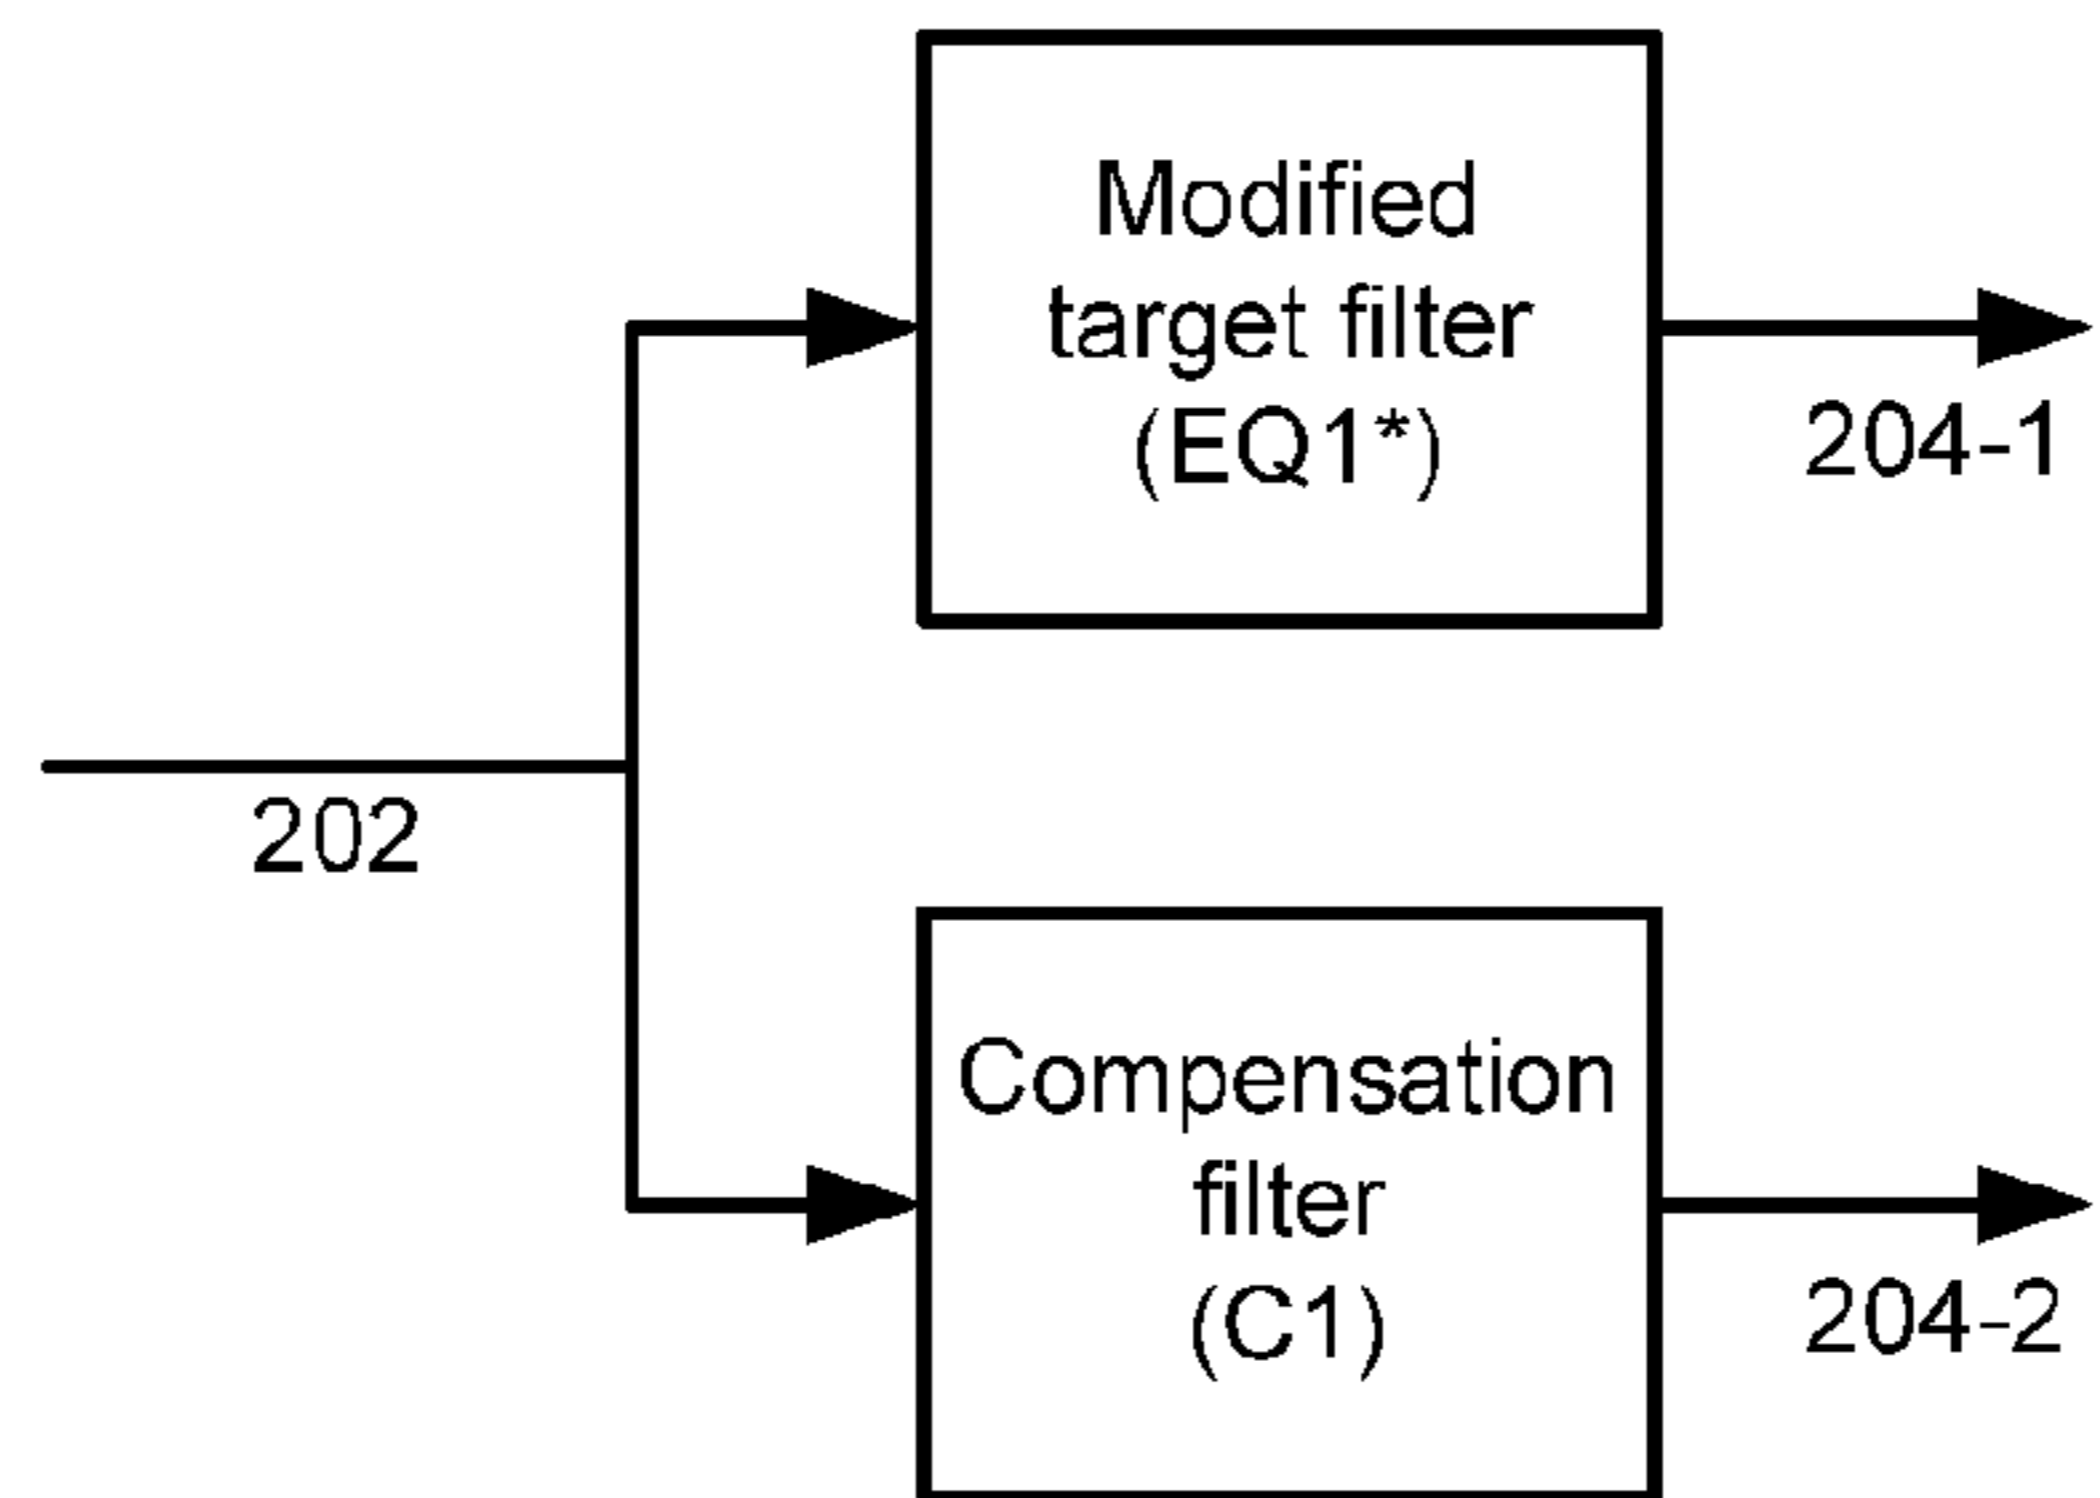 Modified
target filter
(EQ1*)
204-1
202
Compensation
filter
(C1)
204-2